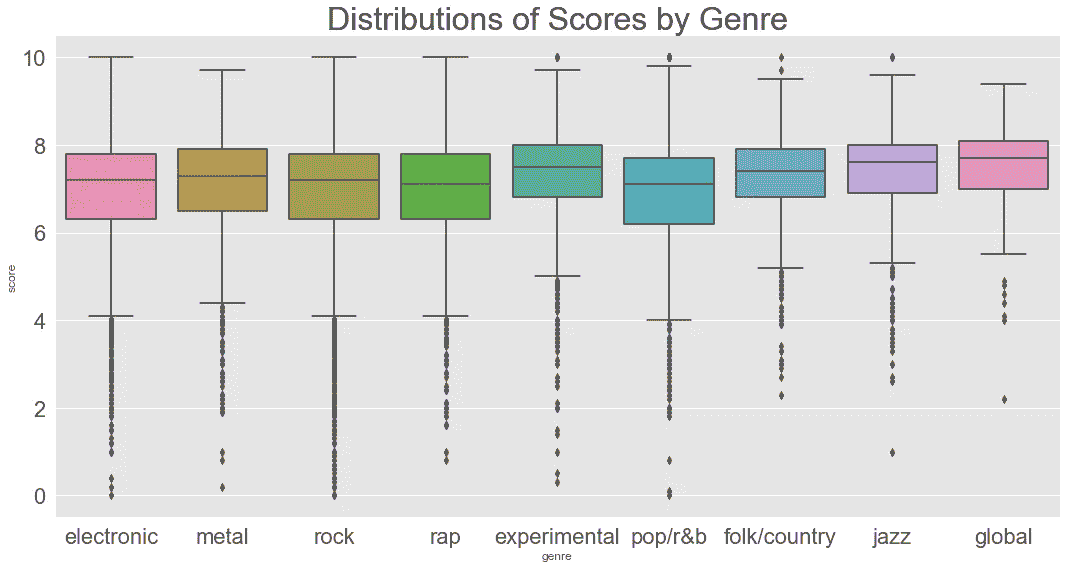 Distributions of Scores by Genre
10
8
6
4
2
0
score
electronic metal rock rap experimental pop/r&b folk/country jazz global
genre